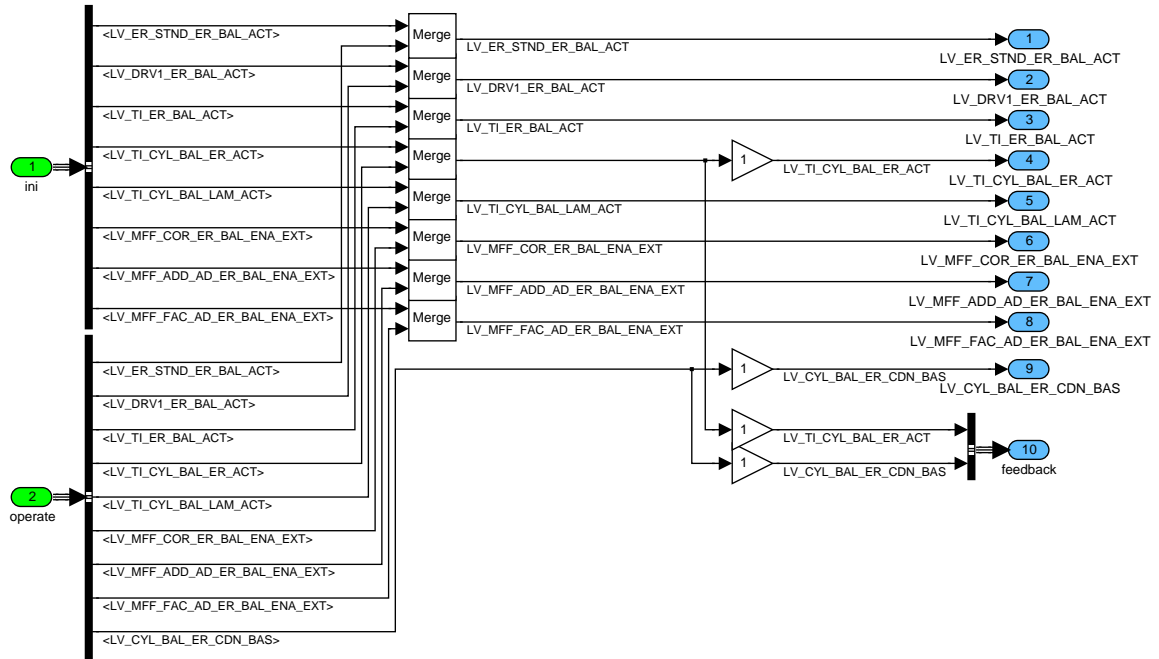 <LV_ER_STND_ER_BAL_ACT>
Merge
LV_ER_STND_ER_BAL_ACT
1
LV_ER_STND_ER_BAL_ACT
<LV_DRV1_ER_BAL_ACT>
Merge
LV_DRV1_ER_BAL_ACT
2
LV_DRV1_ER_BAL_ACT
<LV_TI_ER_BAL_ACT>
Merge
LV_TI_ER_BAL_ACT
3
LV_TI_ER_BAL_ACT
1
ini
<LV_TI_CYL_BAL_ER_ACT>
Merge
1
LV_TI_CYL_BAL_ER_ACT
4
LV_TI_CYL_BAL_ER_ACT
<LV_TI_CYL_BAL_LAM_ACT>
Merge
LV_TI_CYL_BAL_LAM_ACT
5
LV_TI_CYL_BAL_LAM_ACT
<LV_MFF_COR_ER_BAL_ENA_EXT>
Merge
LV_MFF_COR_ER_BAL_ENA_EXT
6
LV_MFF_COR_ER_BAL_ENA_EXT
<LV_MFF_ADD_AD_ER_BAL_ENA_EXT>
Merge
LV_MFF_ADD_AD_ER_BAL_ENA_EXT
7
LV_MFF_ADD_AD_ER_BAL_ENA_EXT
<LV_MFF_FAC_AD_ER_BAL_ENA_EXT>
Merge
LV_MFF_FAC_AD_ER_BAL_ENA_EXT
8
LV_MFF_FAC_AD_ER_BAL_ENA_EXT
<LV_ER_STND_ER_BAL_ACT>
1
LV_CYL_BAL_ER_CDN_BAS
9
LV_CYL_BAL_ER_CDN_BAS
<LV_DRV1_ER_BAL_ACT>
<LV_TI_ER_BAL_ACT>
1
LV_TI_CYL_BAL_ER_ACT
<LV_TI_CYL_BAL_ER_ACT>
1
LV_CYL_BAL_ER_CDN_BAS
10
feedback
2
operate
<LV_TI_CYL_BAL_LAM_ACT>
<LV_MFF_COR_ER_BAL_ENA_EXT>
<LV_MFF_ADD_AD_ER_BAL_ENA_EXT>
<LV_MFF_FAC_AD_ER_BAL_ENA_EXT>
<LV_CYL_BAL_ER_CDN_BAS>